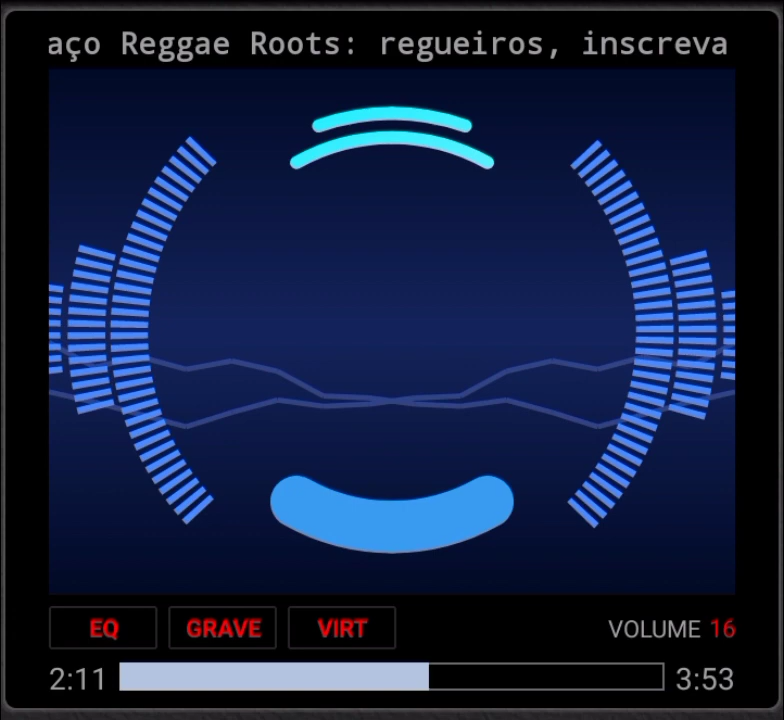 aço Reggae Roots: regueiros, inscreva
EQ GRAVE VIRT VOLUME 16
2:11 3:53